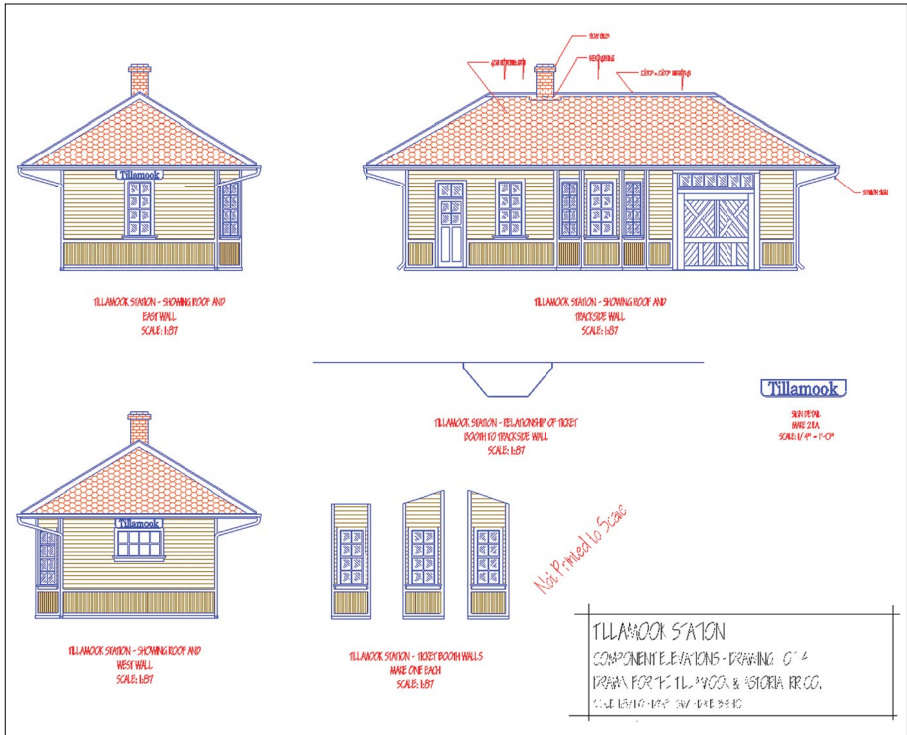 Tillamook
TILLAMOOK STATION - SHOWING ROOF AND
EAST WALL
SCALE: 1:87
TILLAMOOK STATION - SHOWING ROOF AND
TRACKSIDE WALL
SCALE: 1:87
TILLAMOOK STATION - RELATIONSHIP OF TICKET
BOOTH TO TRACKSIDE WALL
SCALE: 1:87
Tillamook
SIGN DETAIL
MAKE 2 EA.
SCALE: 1/4" = 1'-0"
Tillamook
TILLAMOOK STATION - SHOWING ROOF AND
WEST WALL
SCALE: 1:87
TILLAMOOK STATION - TICKET BOOTH WALLS
MAKE ONE EACH
SCALE: 1:87
Not Printed to Scale
TILLAMOOK STATION
COMPONENT ELEVATIONS - DRAWING
DRAWN FOR THE TILLAMOOK & ASTORIA RR CO.